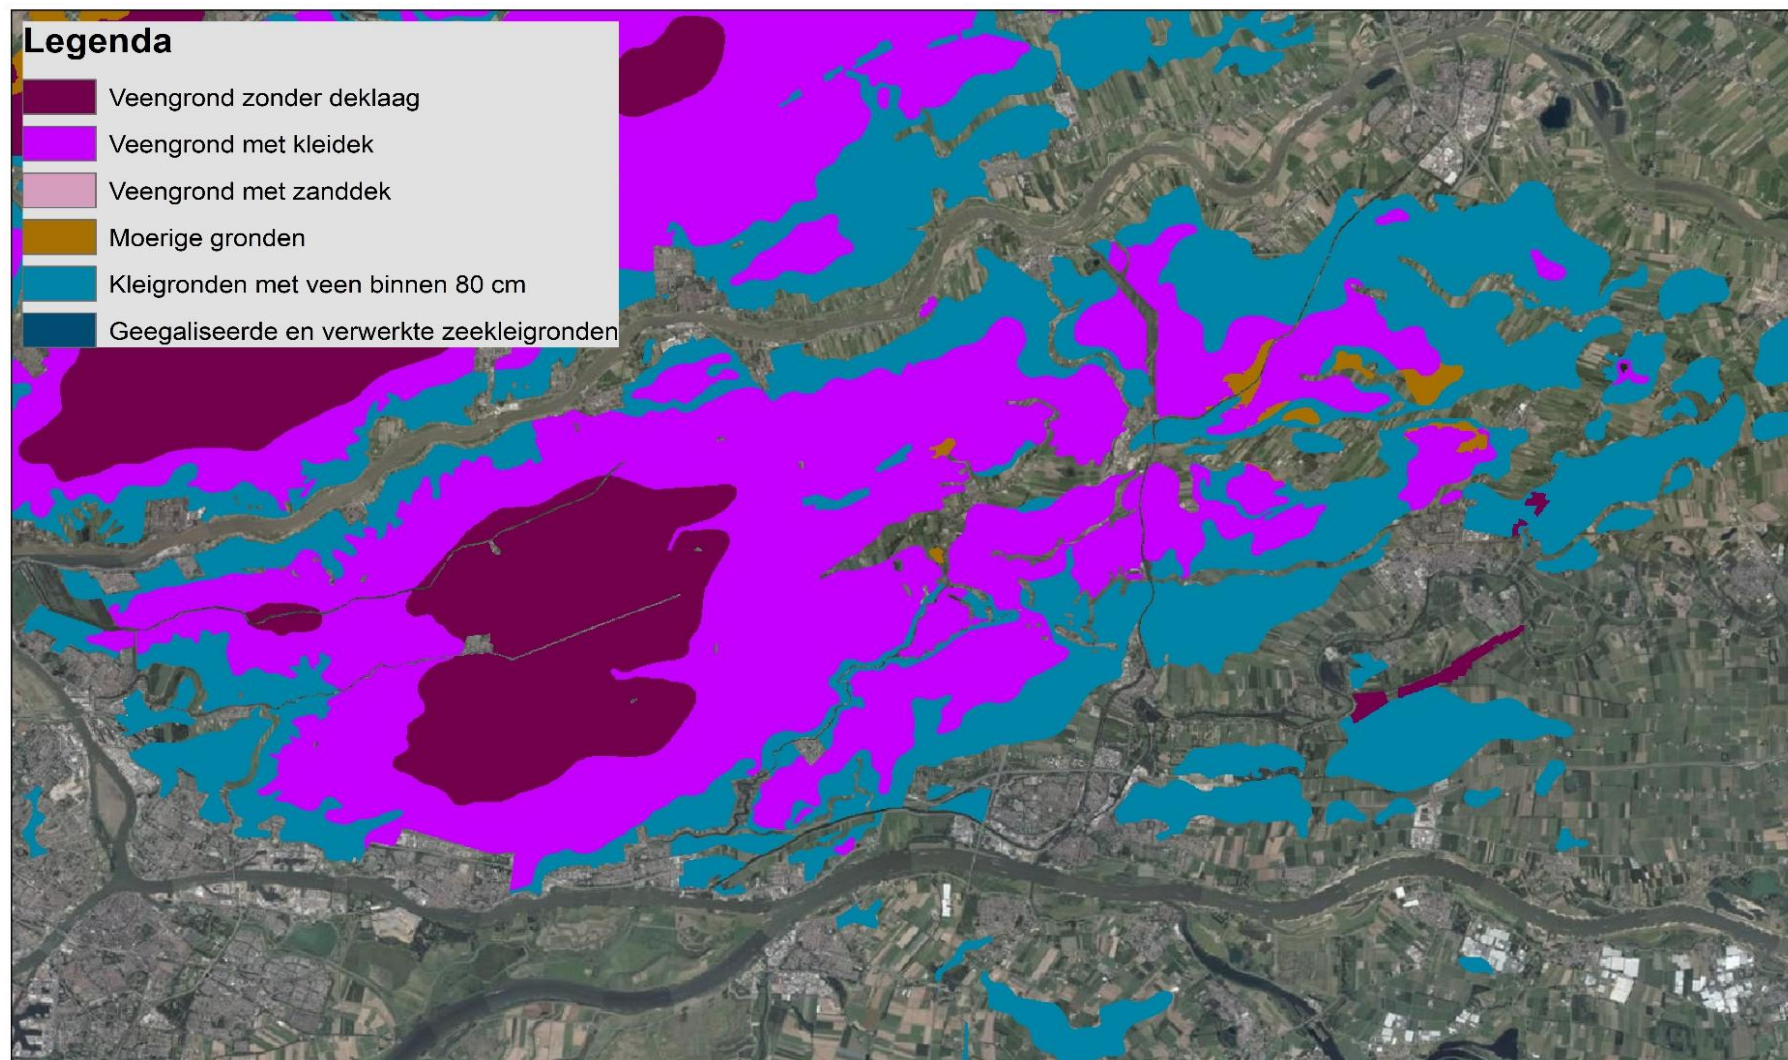 Legenda
Veengrond zonder deklaag
Veengrond met kleidek
Veengrond met zanddek
Moerige gronden
Kleigronden met veen binnen 80 cm
Geegaliseerde en verwerkte zeekleigronden